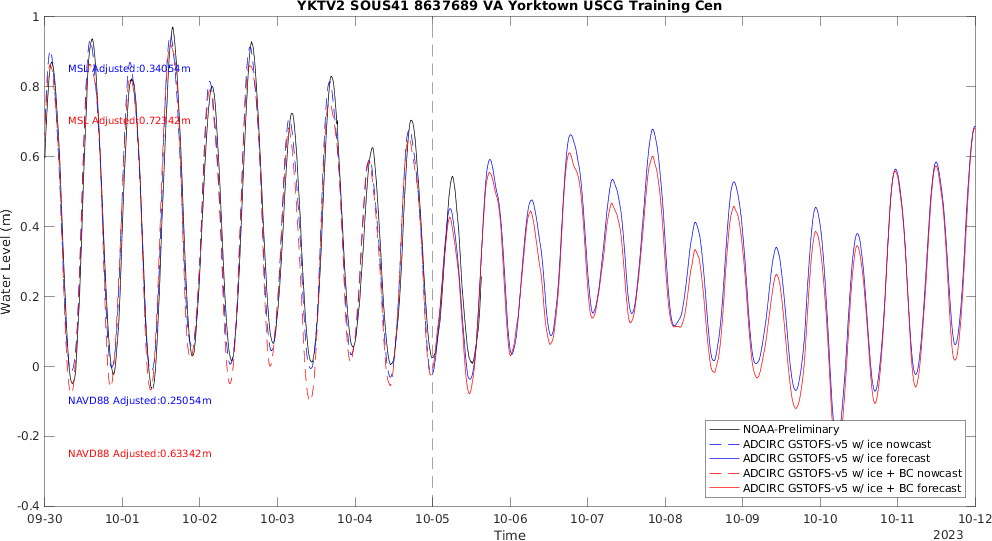 YKTV2 SOUS41 8637689 VA Yorktown USCG Training Cen
1
0.8
0.6
0.4
0.2
0
-0.2
-0.4
Water Level (m)
MSL Adjusted:0.34054m
MSL Adjusted:0.72342m
NAVD88 Adjusted:0.25054m
NAVD88 Adjusted:0.63342m
NOAA-Preliminary
ADCIRC GSTOFS-v5 w/ ice nowcast
ADCIRC GSTOFS-v5 w/ ice forecast
ADCIRC GSTOFS-v5 w/ ice + BC nowcast
ADCIRC GSTOFS-v5 w/ ice + BC forecast
09-30 10-01 10-02 10-03 10-04 10-05 10-06 10-07 10-08 10-09 10-10 10-11 10-12
Time
2023